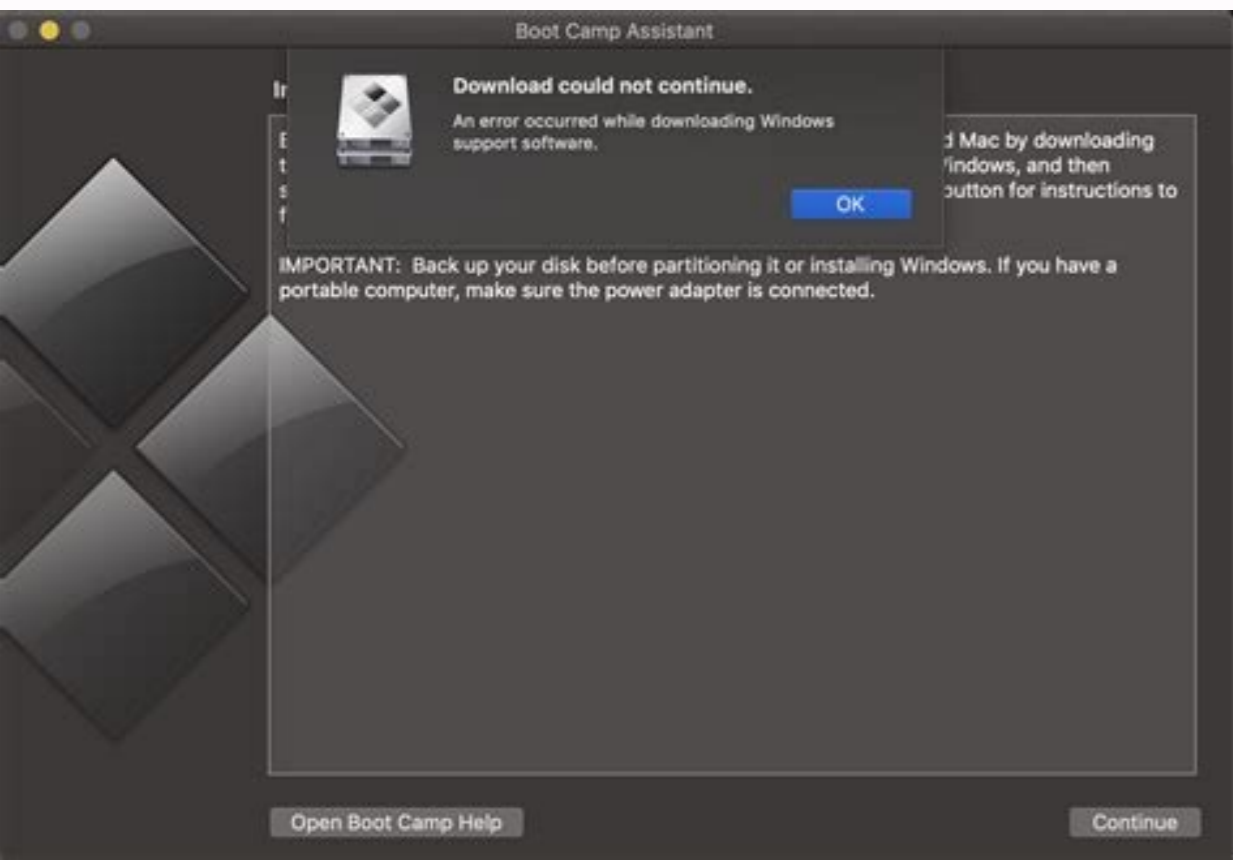 Boot Camp Assistant
Download could not continue.
An error occurred while downloading Windows
support software.
OK
d Mac by downloading
indows, and then
button for instructions to
IMPORTANT: Back up your disk before partitioning it or installing Windows. If you have a
portable computer, make sure the power adapter is connected.
Open Boot Camp Help
Continue